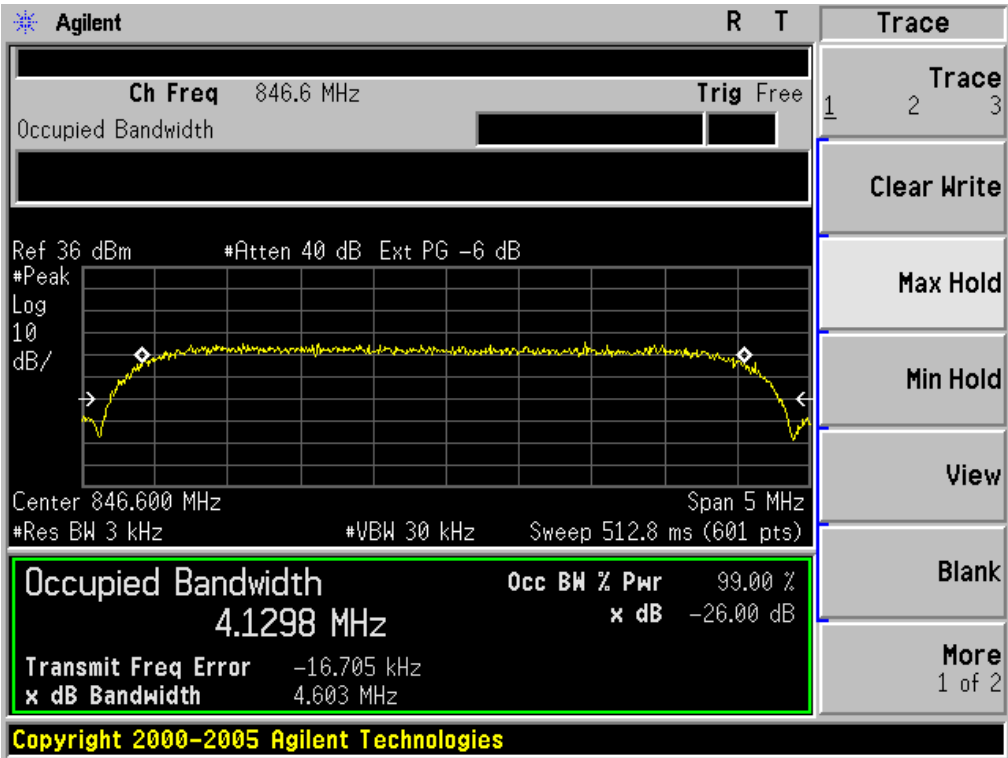 Agilent R T Trace
Ch Freq 846.6 MHz Trig Free
Occupied Bandwidth
Ref 36 dBm #Atten 40 dB Ext PG -6 dB
#Peak
Log
10
dB/
Center 846.600 MHz Span 5 MHz
#Res BW 3 kHz #VBW 30 kHz Sweep 512.8 ms (601 pts)
Occupied Bandwidth Occ BW % Pwr 99.00 %
4.1298 MHz x dB -26.00 dB
Transmit Freq Error -16.705 kHz
x dB Bandwidth 4.603 MHz
Copyright 2000-2005 Agilent Technologies
Trace
1 2 3
Clear Write
Max Hold
Min Hold
View
Blank
More
1 of 2